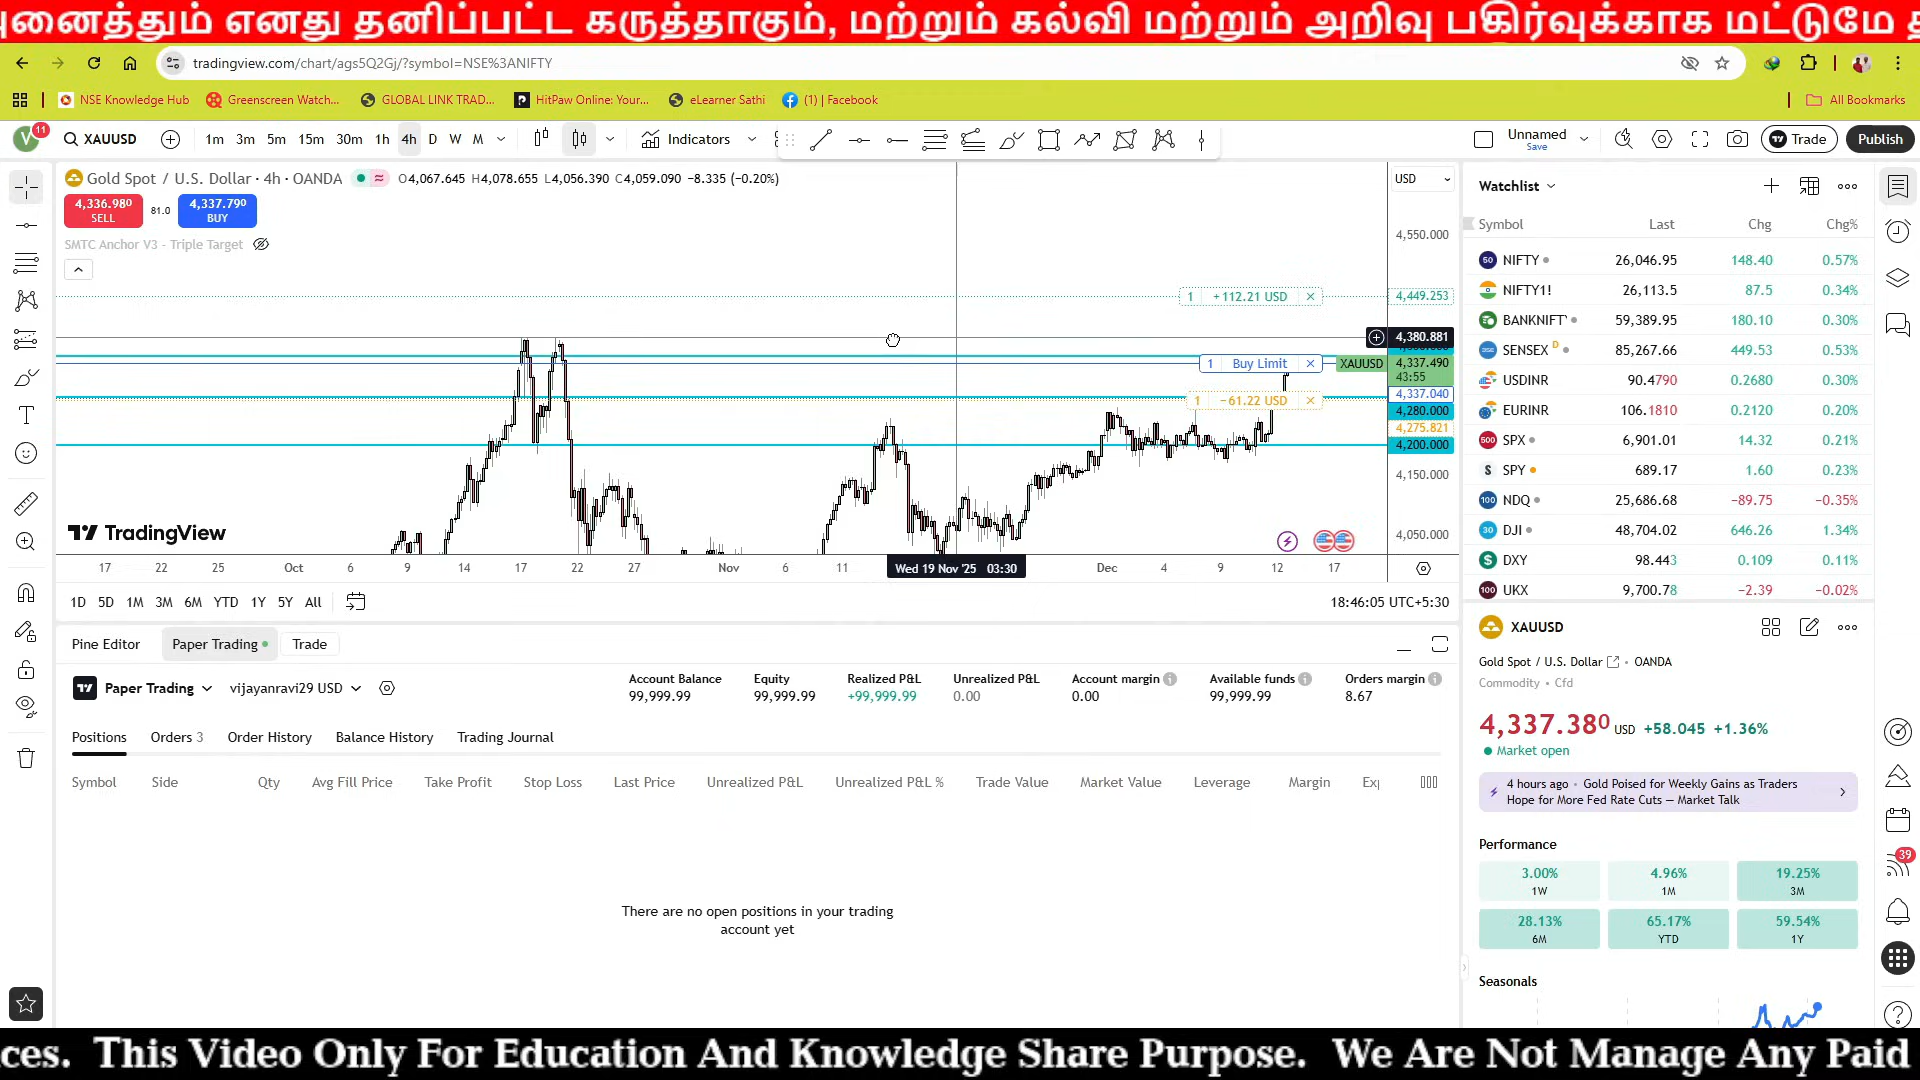 னைத்தும் எனது தனிப்பட்ட கருத்தாகும், மற்றும் கல்வி மற்றும் அறிவு பகிர்வுக்காக மட்டுமே
tradingview.com/chart/ags5Q2Gj/?symbol=NSE%3ANIFTY
NSE Knowledge Hub Greenscreen Watch... GLOBAL LINK TRAD... HitPaw Online: Your... eLearner Sathi (1) | Facebook All Bookmarks
V 11 XAUUSD 1m 3m 5m 15m 30m 1h 4h D W M Indicators Unnamed Save Trade Publish
Gold Spot / U.S. Dollar · 4h · OANDA O4,067.645 H4,078.655 L4,056.390 C4,059.090 −8.335 (−0.20%) USD
4,336.980 SELL 81.0 4,337.790 BUY
SMTC Anchor V3 - Triple Target
4,550.000
1 +112.21 USD 4,449.253
4,380.881
1 Buy Limit XAUUSD 4,337.490
43:55
4,337.040
1 −61.22 USD 4,280.000
4,275.821
4,200.000
4,150.000
4,050.000
TradingView
17 22 25 Oct 6 9 14 17 22 27 Nov 6 11 Wed 19 Nov '25 03:30 Dec 4 9 12 17
1D 5D 1M 3M 6M YTD 1Y 5Y All 18:46:05 UTC+5:30
Pine Editor Paper Trading Trade
Paper Trading vijayanravi29 USD
Account Balance Equity Realized P&L Unrealized P&L Account margin Available funds Orders margin
99,999.99 99,999.99 +99,999.99 0.00 0.00 99,999.99 8.67
Positions Orders 3 Order History Balance History Trading Journal
Symbol Side Qty Avg Fill Price Take Profit Stop Loss Last Price Unrealized P&L Unrealized P&L % Trade Value Market Value Leverage Margin
There are no open positions in your trading
account yet
Watchlist
Symbol Last Chg Chg%
NIFTY 26,046.95 148.40 0.57%
NIFTY1! 26,113.5 87.5 0.34%
BANKNIFTY 59,389.95 180.10 0.30%
SENSEX D 85,267.66 449.53 0.53%
USDINR 90.4790 0.2680 0.30%
EURINR 106.1810 0.2120 0.20%
SPX 6,901.01 14.32 0.21%
SPY 689.17 1.60 0.23%
NDQ 25,686.68 −89.75 −0.35%
DJI 48,704.02 646.26 1.34%
DXY 98.443 0.109 0.11%
UKX 9,700.78 −2.39 −0.02%
XAUUSD
Gold Spot / U.S. Dollar • OANDA
Commodity • Cfd
4,337.380 USD +58.045 +1.36%
Market open
4 hours ago • Gold Poised for Weekly Gains as Traders
Hope for More Fed Rate Cuts — Market Talk
Performance
3.00% 4.96% 19.25%
1W 1M 3M
28.13% 65.17% 59.54%
6M YTD 1Y
Seasonals
39
ces. This Video Only For Education And Knowledge Share Purpose. We Are Not Manage Any Paid